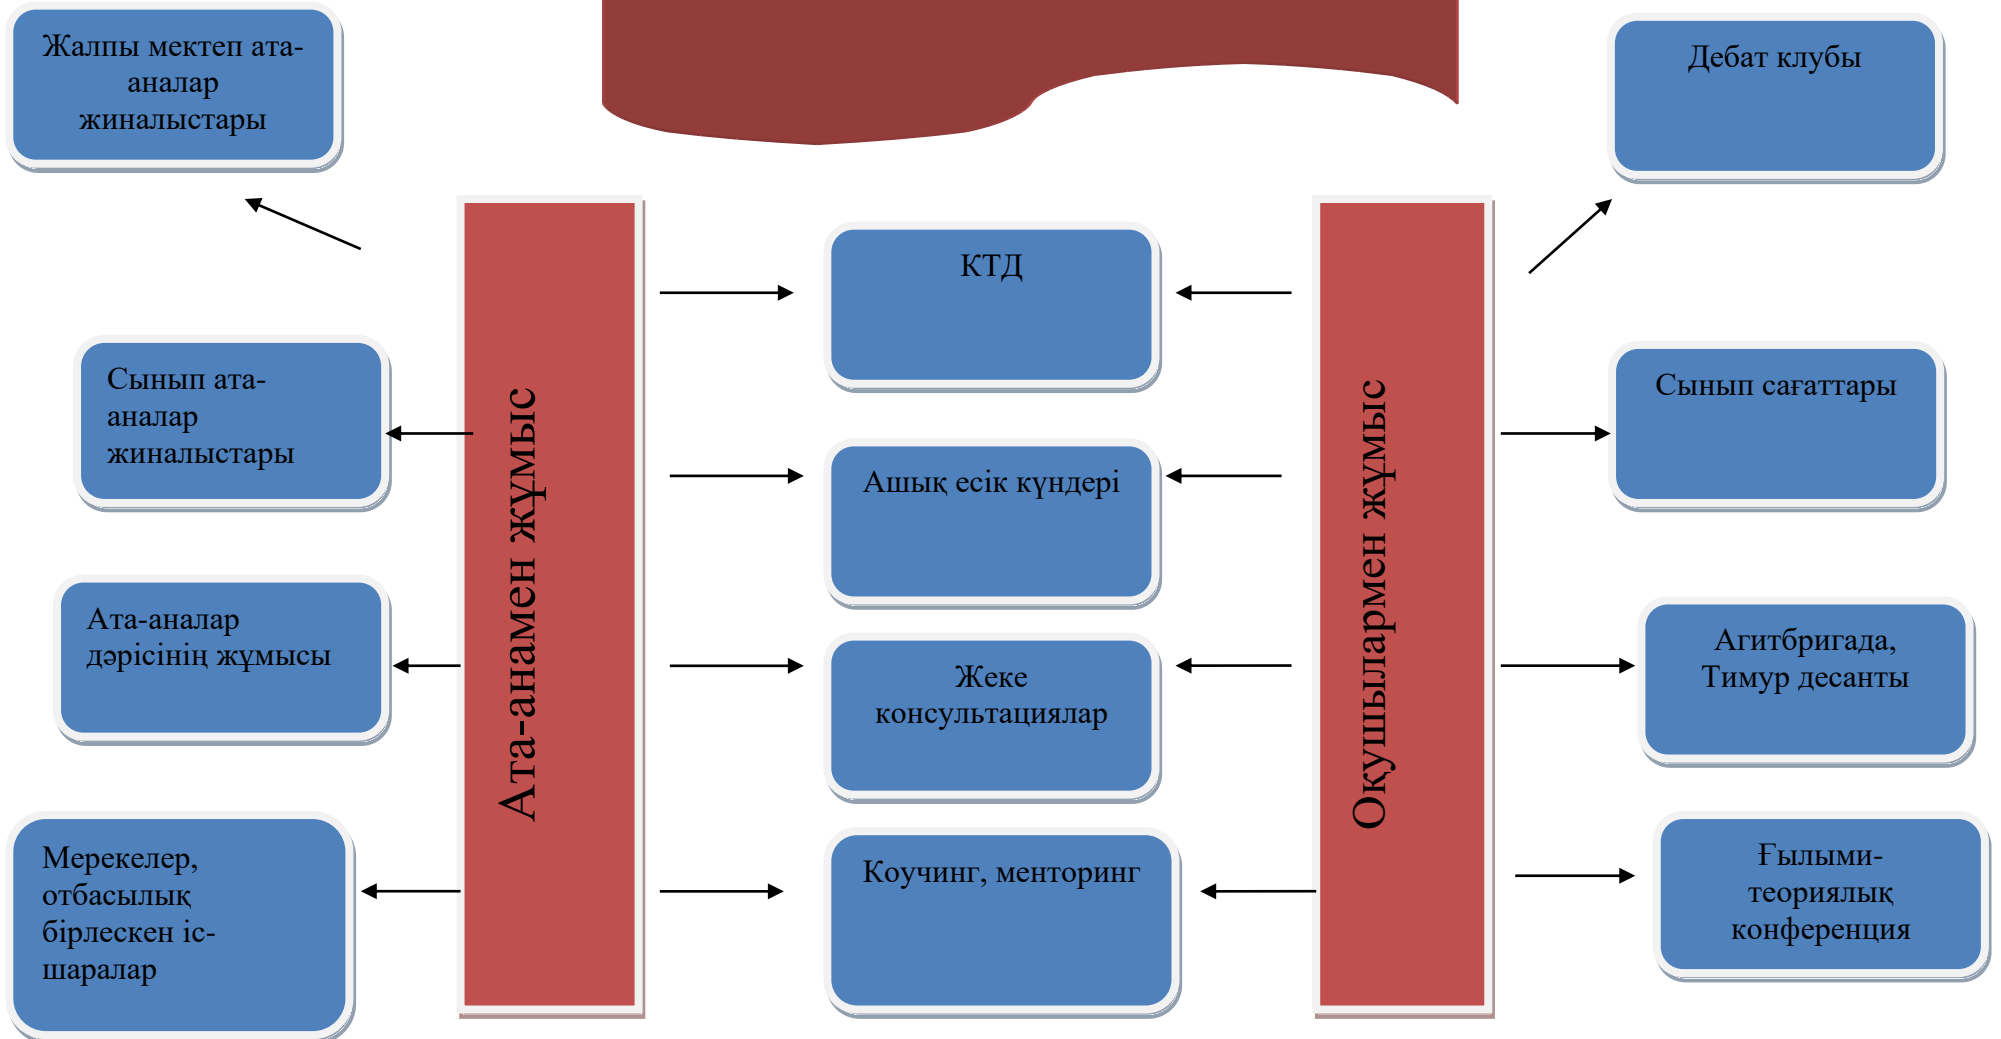 Жалпы мектеп ата-
аналар
жиналыстары
Сынып ата-
аналар
жиналыстары
Ата-аналар
дәрісінің жұмысы
Мерекелер,
отбасылық
бірлескен іс-
шаралар
Ата-анамен жұмыс
КТД
Ашық есік күндері
Жеке
консультациялар
Коучинг, менторинг
Оқушылармен жұмыс
Дебат клубы
Сынып сағаттары
Агитбригада,
Тимур десанты
Ғылыми-
теориялық
конференция